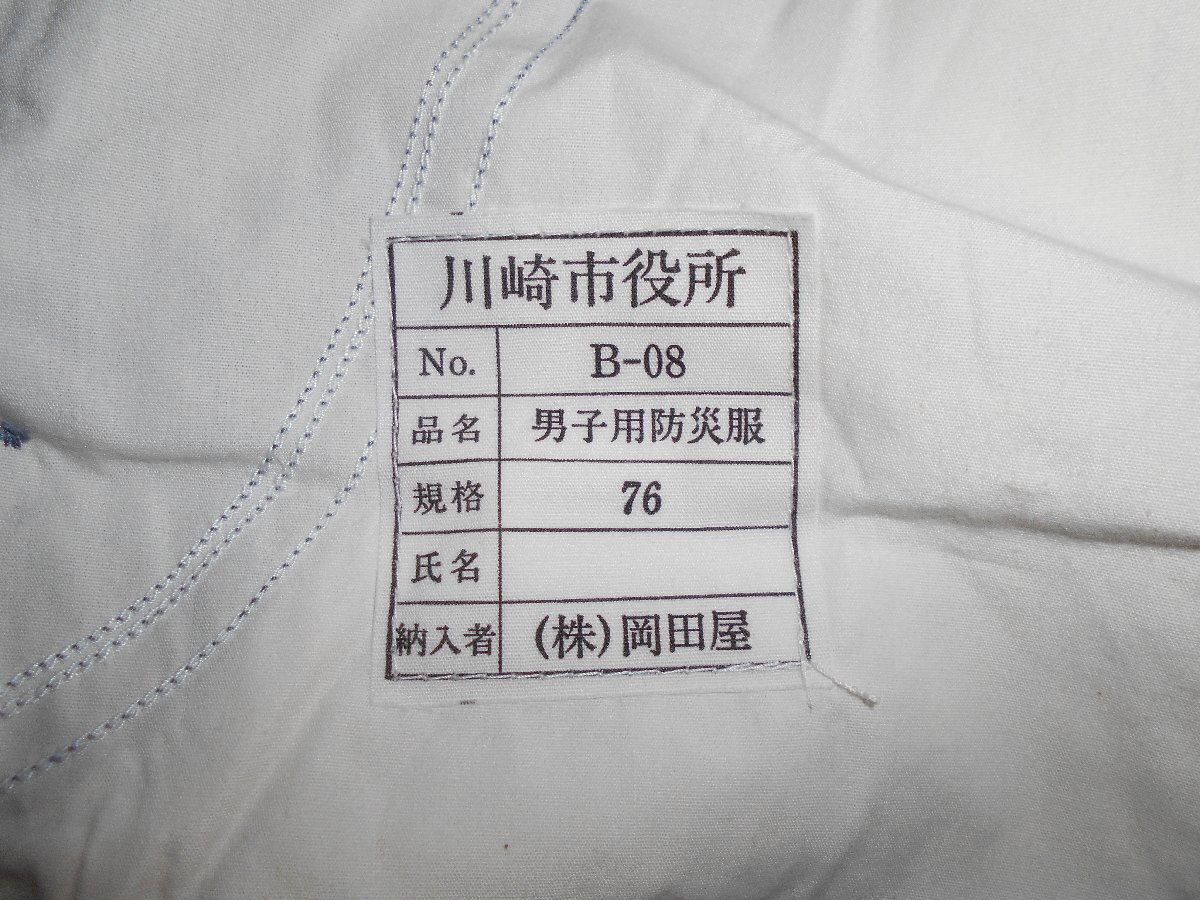 川崎市役所
No. B-08
品名 男子用防災服
規格 76
氏名
納入者 (株)岡田屋